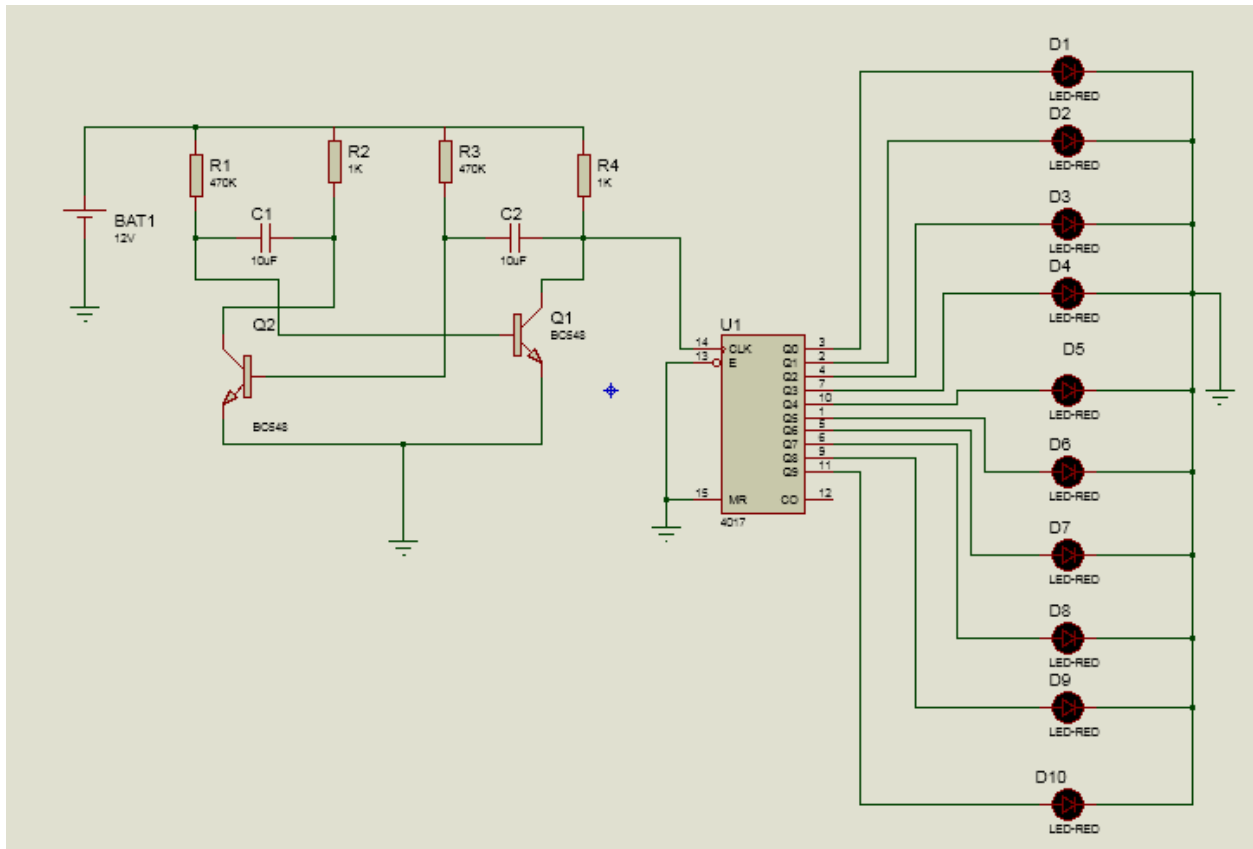 D1
LED-RED
D2
LED-RED
D3
LED-RED
D4
LED-RED
D5
LED-RED
D6
LED-RED
D7
LED-RED
D8
LED-RED
D9
LED-RED
D10
LED-RED
BAT1
12V
R1
470K
R2
1K
R3
470K
R4
1K
C1
10uF
C2
10uF
Q2
BC548
Q1
BC548
U1
14 CLK Q0 3
13 E Q1 2
Q2 4
Q3 7
Q4 10
Q5 1
Q6 5
Q7 6
Q8 9
Q9 11
15 MR CO 12
4017